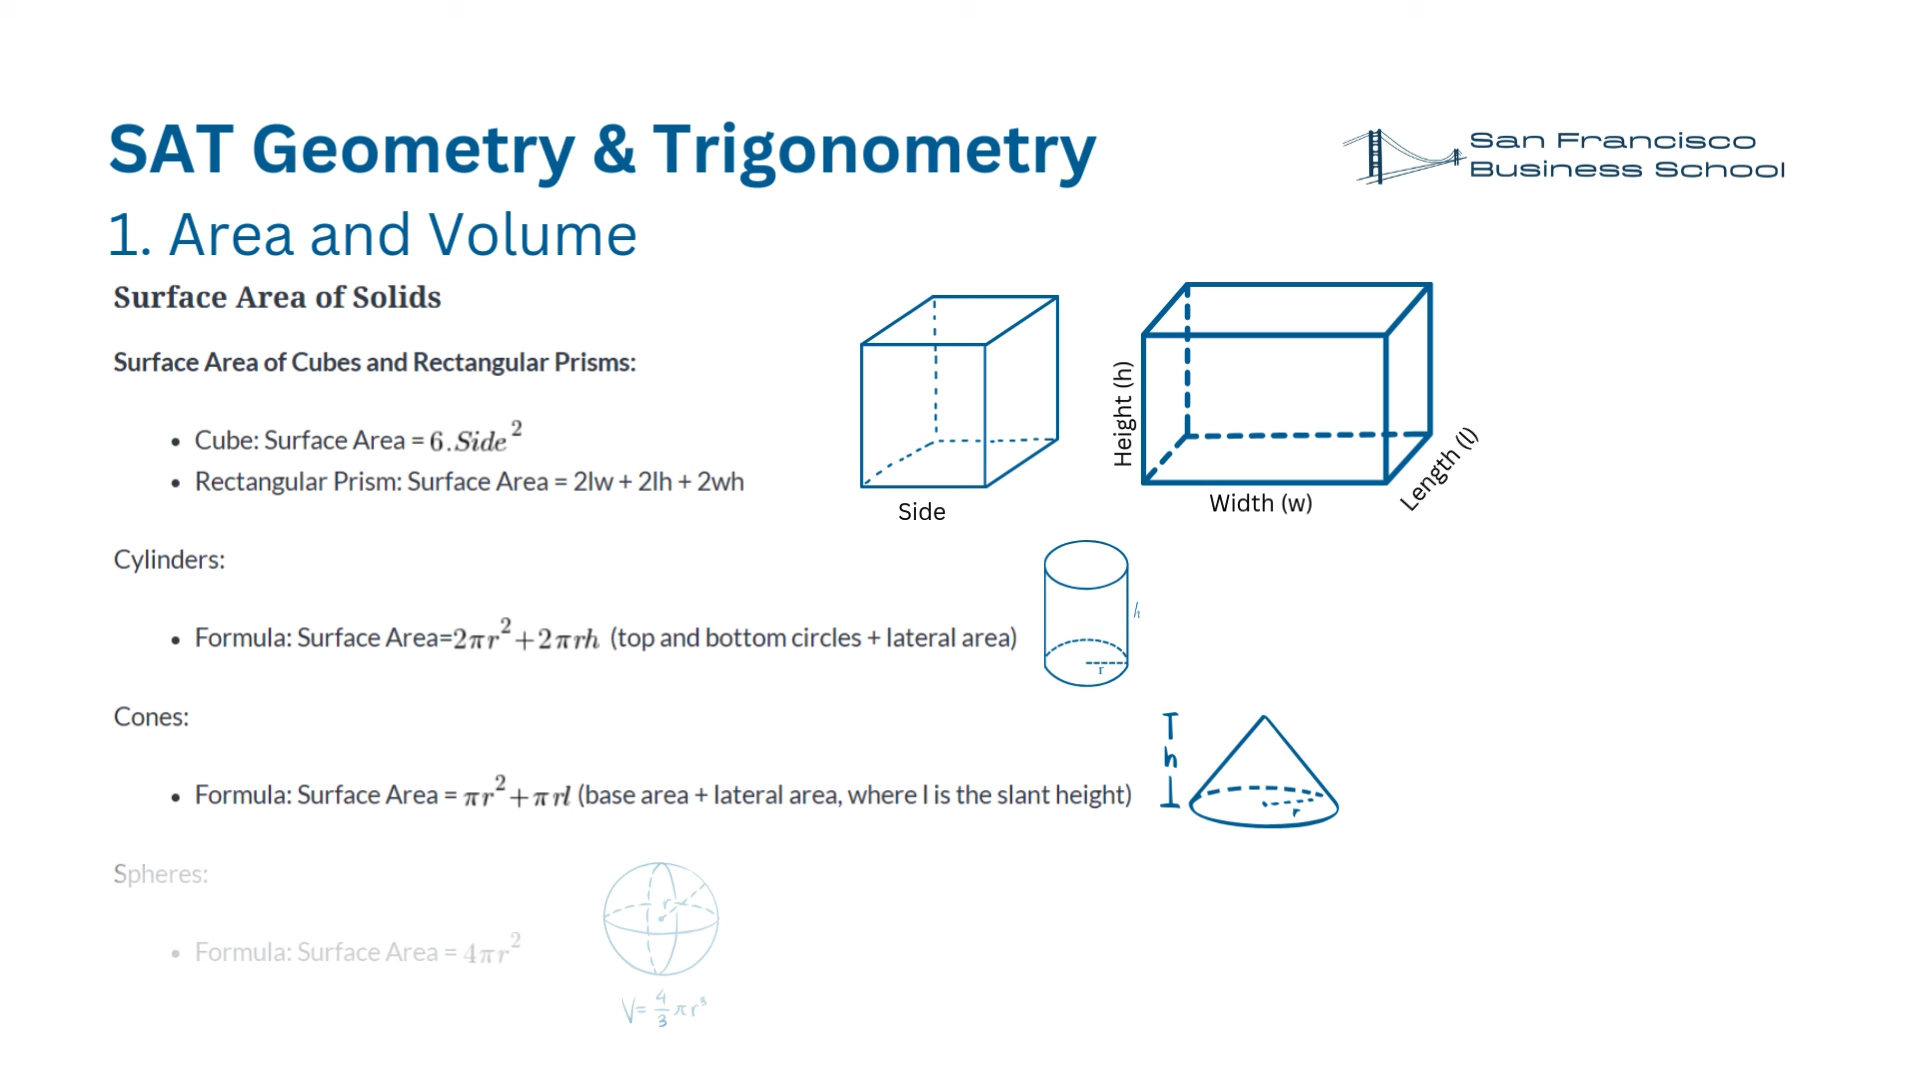 SAT Geometry & Trigonometry
San Francisco
Business School
1. Area and Volume
Surface Area of Solids
Surface Area of Cubes and Rectangular Prisms:
• Cube: Surface Area = 6.Side²
• Rectangular Prism: Surface Area = 2lw + 2lh + 2wh
Side
Height (h)
Width (w)
Length (l)
Cylinders:
• Formula: Surface Area=2πr²+2πrh (top and bottom circles + lateral area)
h
r
Cones:
• Formula: Surface Area = πr²+πrl (base area + lateral area, where l is the slant height)
h
r
Spheres:
• Formula: Surface Area = 4πr²
r
V= 4/3 πr³